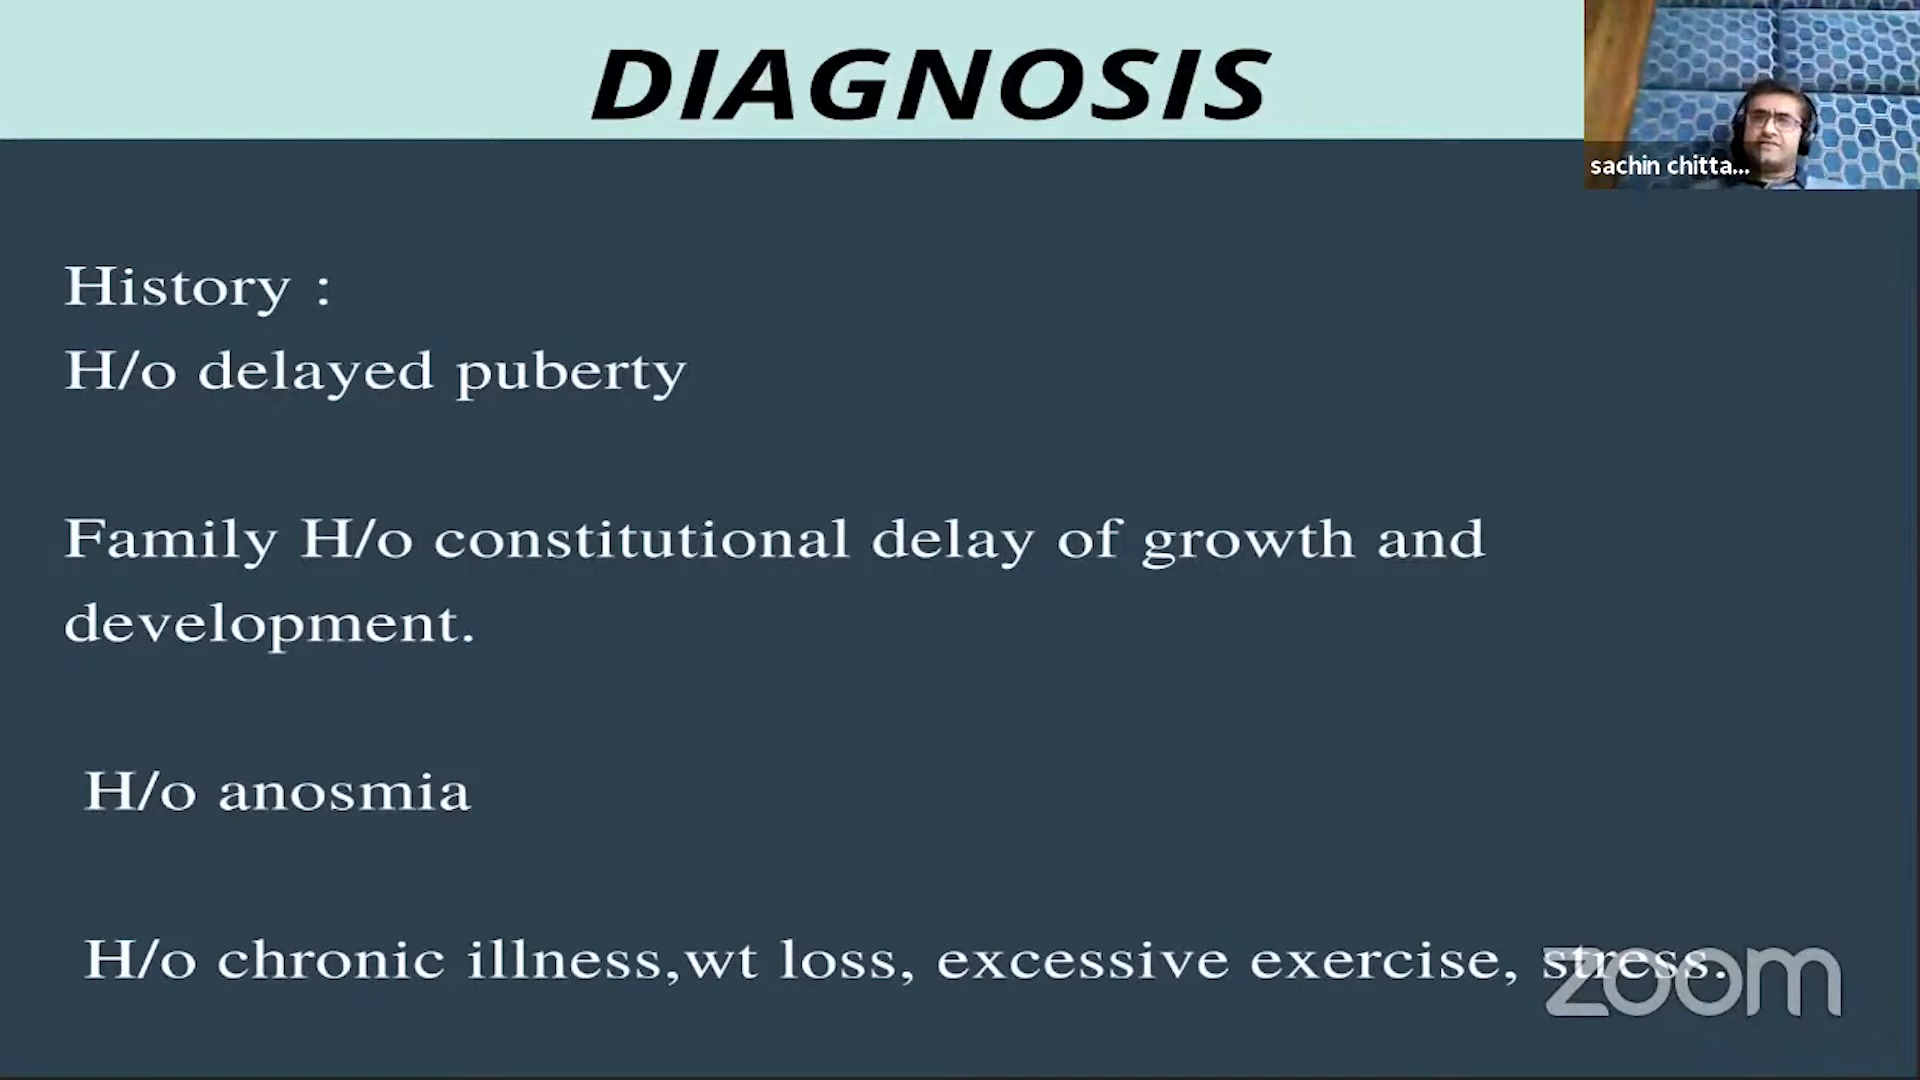 DIAGNOSIS
sachin chitta...
History :
H/o delayed puberty
Family H/o constitutional delay of growth and
development.
H/o anosmia
H/o chronic illness,wt loss, excessive exercise, stress.
zoom